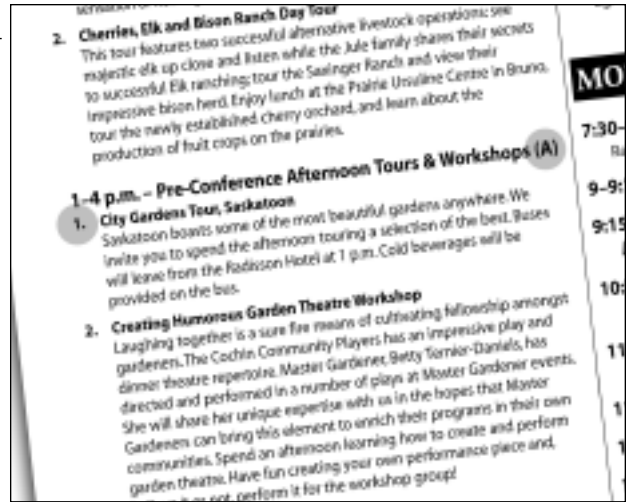 2. Cherries, Elk and Bison Ranch Day Tour
This tour features two successful alternative livestock operations: see
majestic elk up close and listen while the Jule family shares their secrets
to successful Elk ranching; tour the Seeinger Ranch and view their
impressive bison herd. Enjoy lunch at the Prairie Ursuline Centre in Bruno,
tour the newly established cherry orchard, and learn about the
production of fruit crops on the prairies.
1–4 p.m. – Pre-Conference Afternoon Tours & Workshops (A)
1. City Gardens Tour, Saskatoon
Saskatoon boasts some of the most beautiful gardens anywhere. We
invite you to spend the afternoon touring a selection of the best. Buses
will leave from the Radisson Hotel at 1 p.m. Cold beverages will be
provided on the bus.
2. Creating Humorous Garden Theatre Workshop
Laughing together is a sure fire means of cultivating fellowship amongst
gardeners. The Cochin Community Players has an impressive play and
dinner theatre repertoire. Master Gardener, Betty Ternier-Daniels, has
directed and performed in a number of plays at Master Gardener events.
She will share her unique expertise with us in the hopes that Master
Gardeners can bring this element to enrich their programs in their own
communities. Spend an afternoon learning how to create and perform
garden theatre. Have fun creating your own performance piece and,
or not, perform it for the workshop group!
MO
7:30–
9–9:
9:15
10:
11